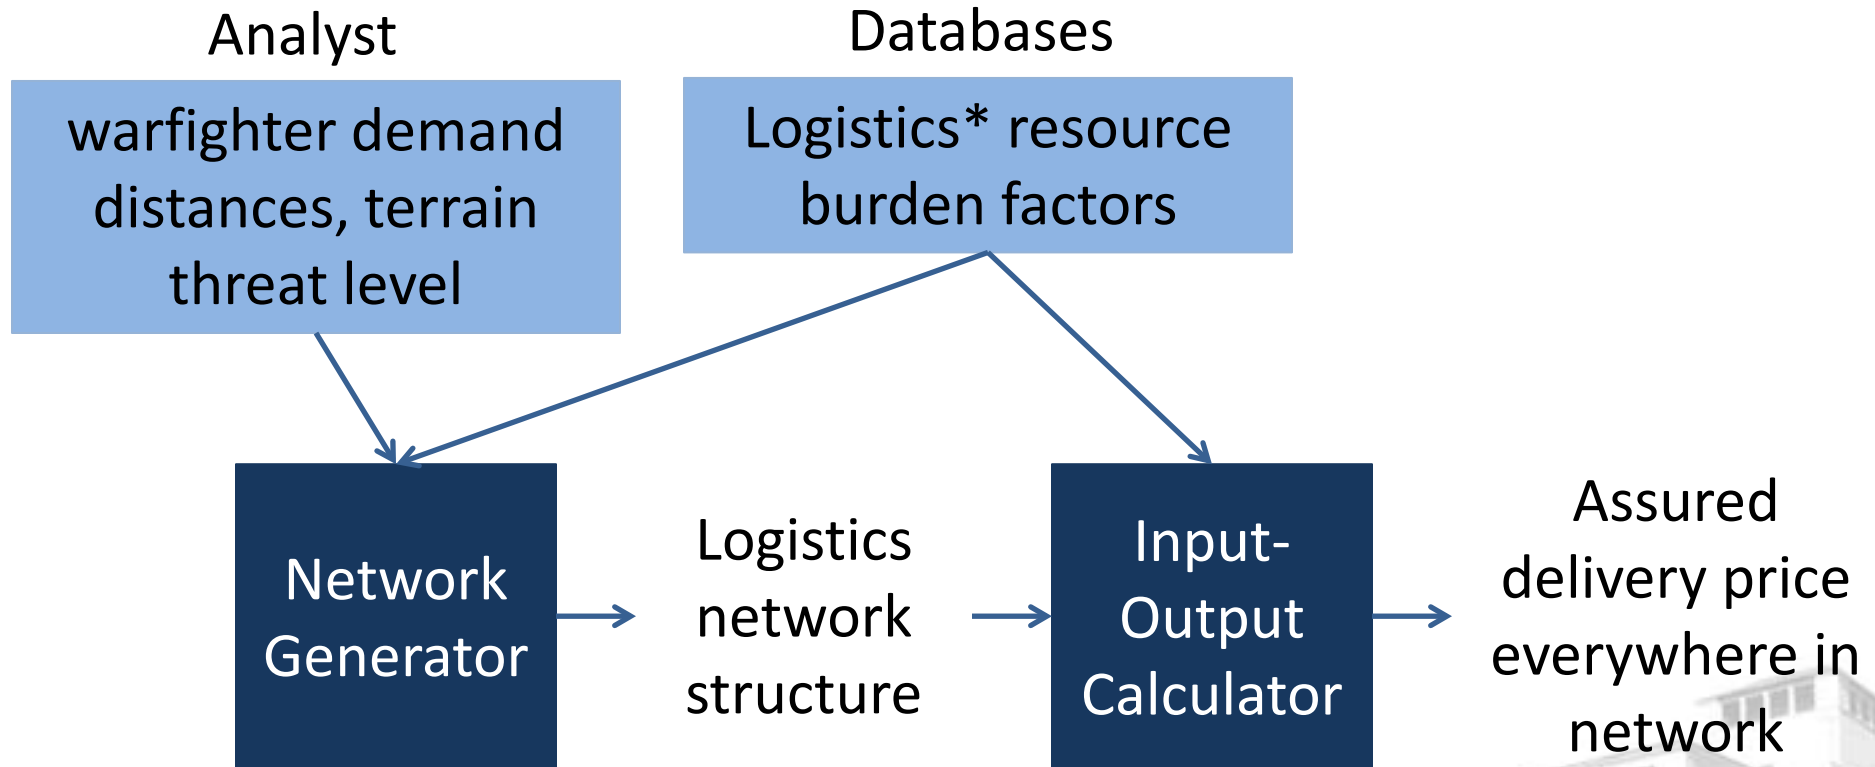 Analyst
warfighter demand
distances, terrain
threat level
Databases
Logistics* resource
burden factors
Network
Generator
Logistics
network
structure
Input-
Output
Calculator
Assured
delivery price
everywhere in
network